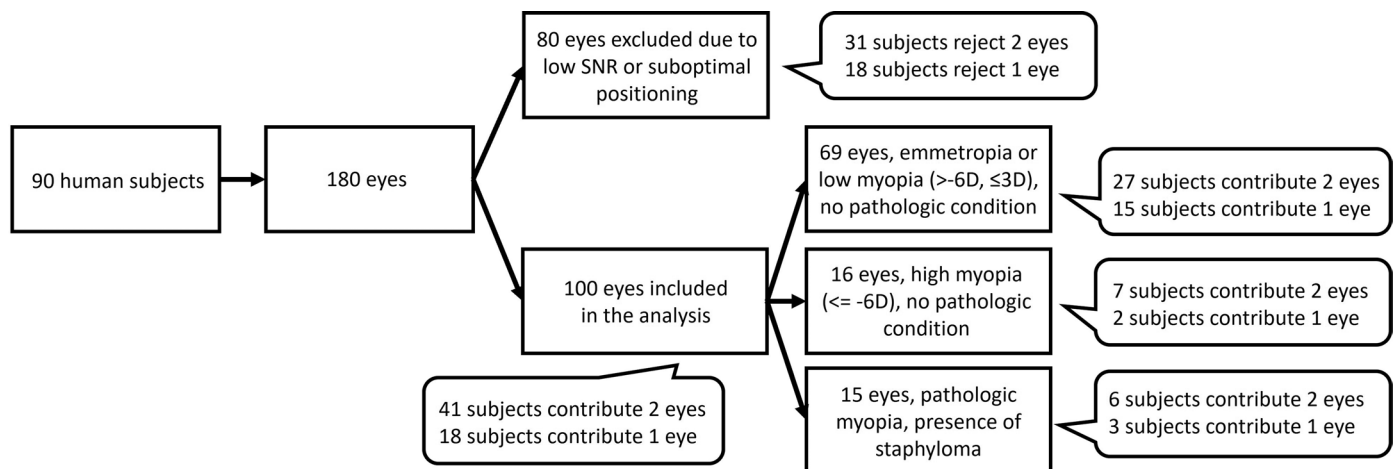 90 human subjects
180 eyes
80 eyes excluded due to
low SNR or suboptimal
positioning
31 subjects reject 2 eyes
18 subjects reject 1 eye
100 eyes included
in the analysis
41 subjects contribute 2 eyes
18 subjects contribute 1 eye
69 eyes, emmetropia or
low myopia (>-6D, ≤3D),
no pathologic condition
27 subjects contribute 2 eyes
15 subjects contribute 1 eye
16 eyes, high myopia
(<= -6D), no pathologic
condition
7 subjects contribute 2 eyes
2 subjects contribute 1 eye
15 eyes, pathologic
myopia, presence of
staphyloma
6 subjects contribute 2 eyes
3 subjects contribute 1 eye